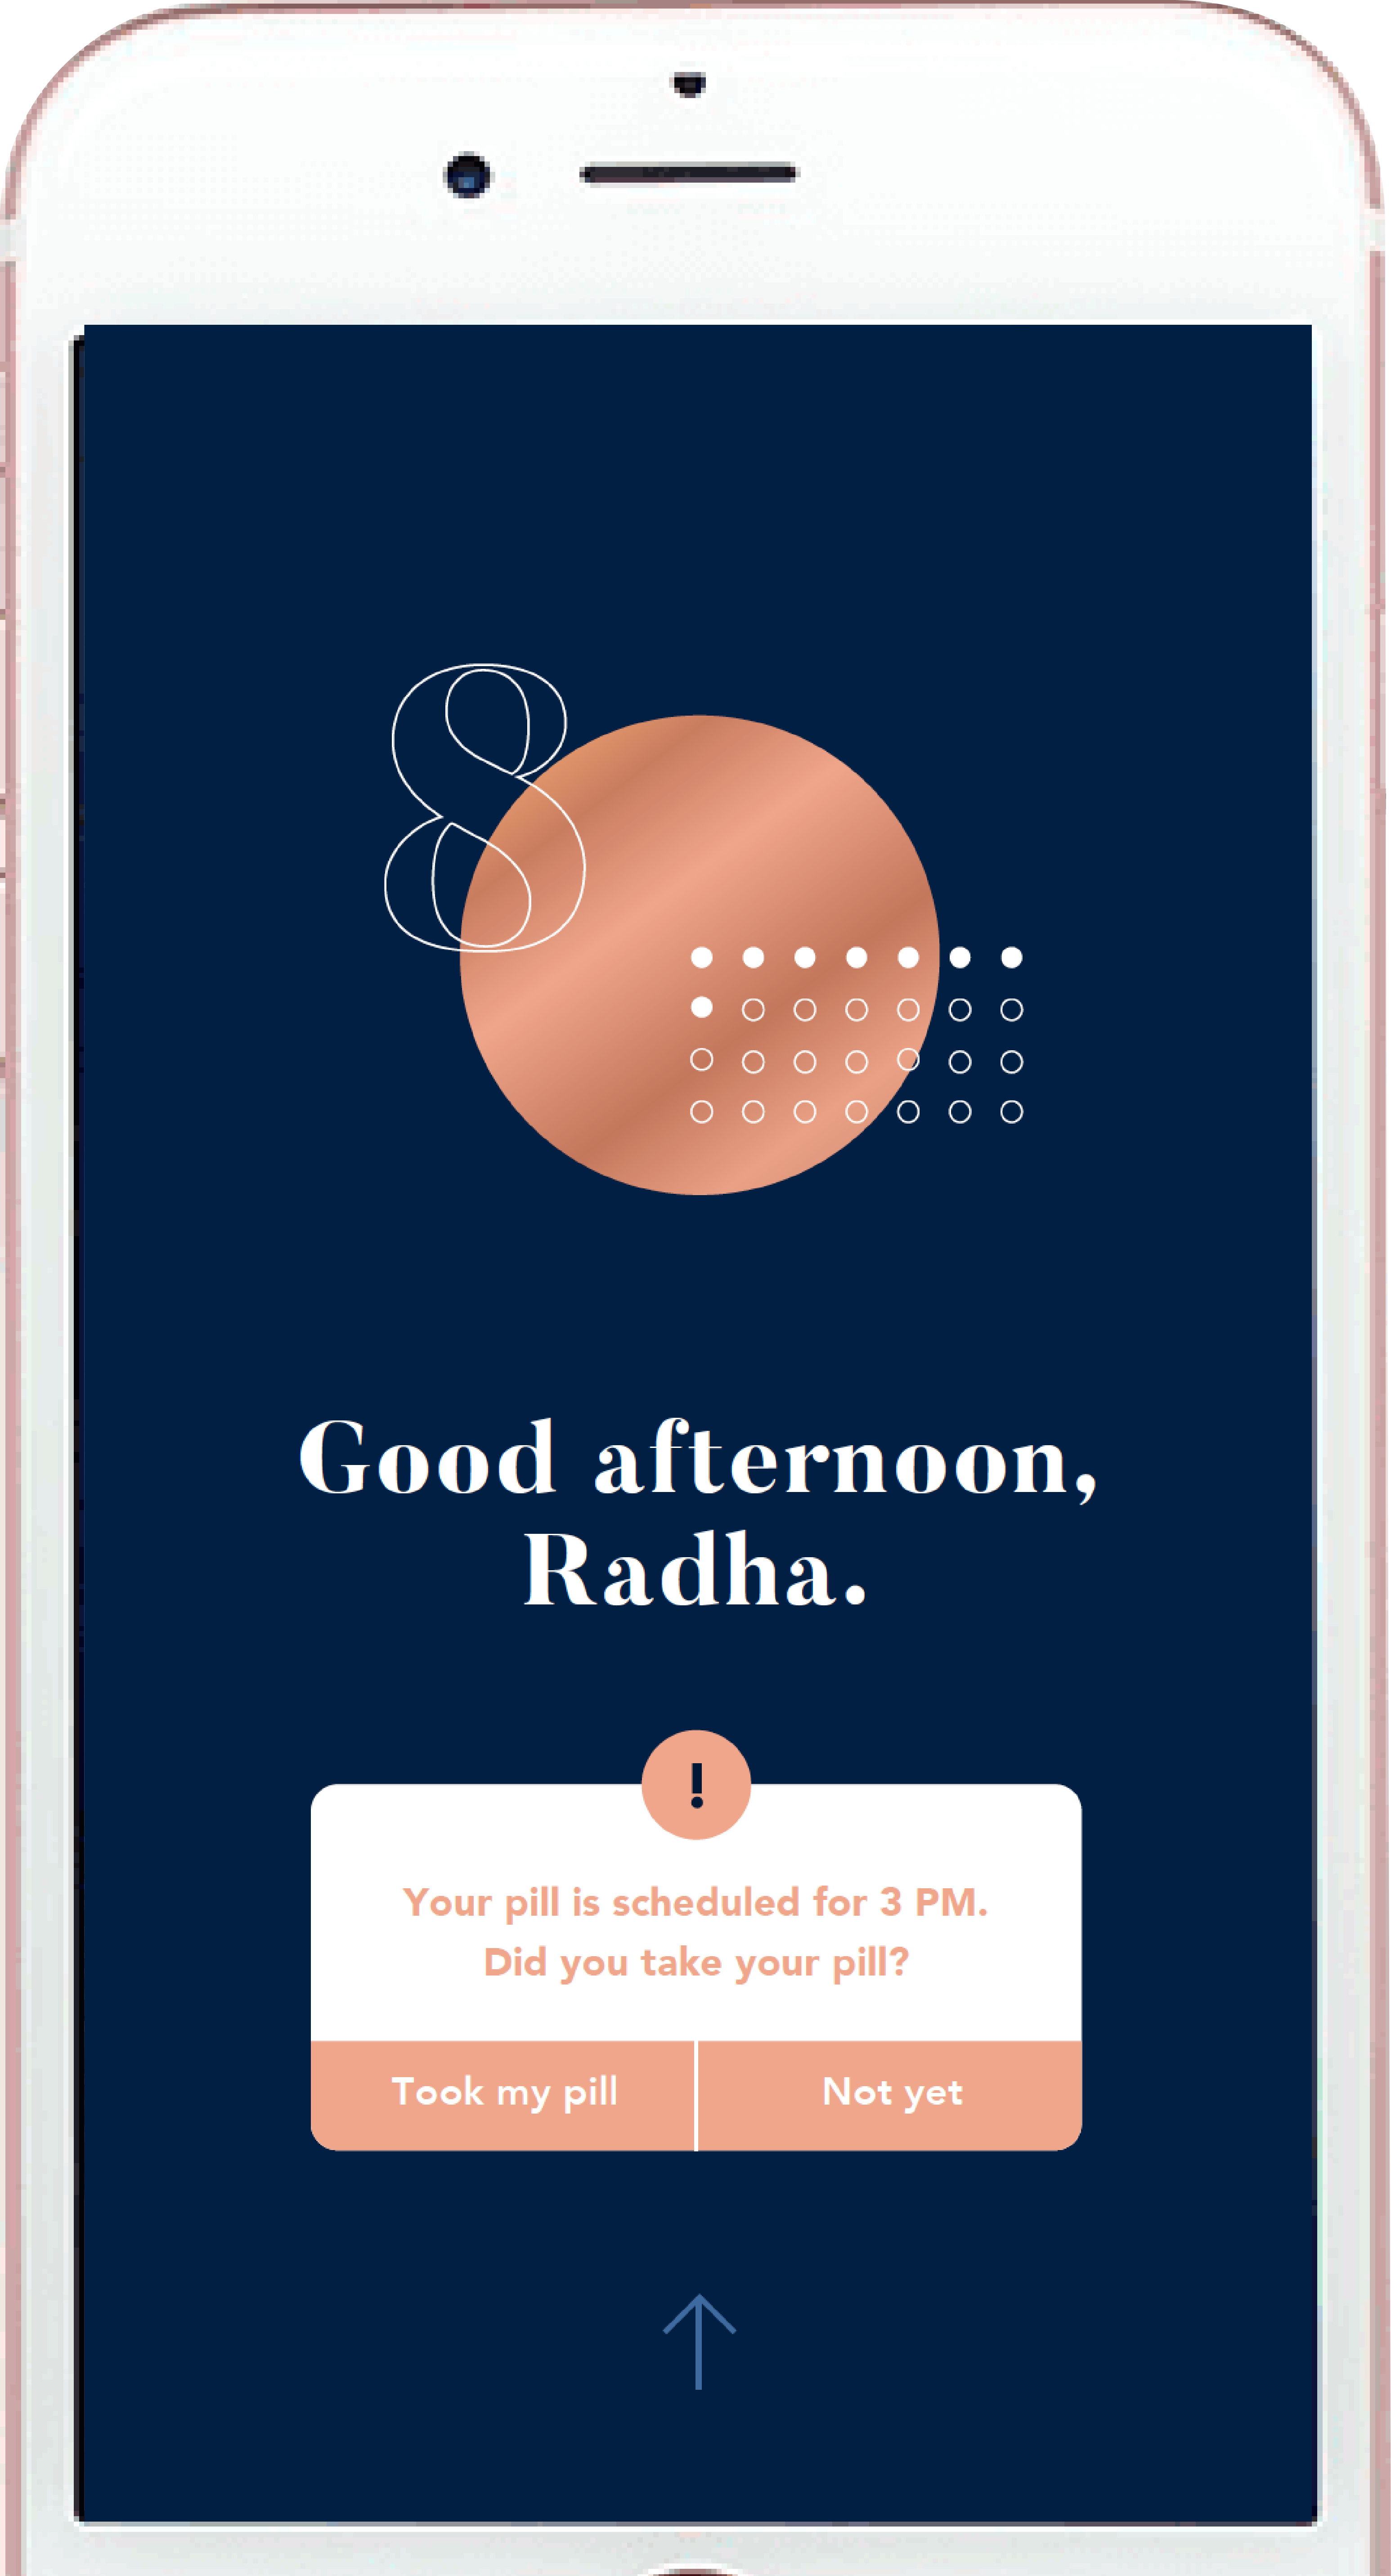 8
Good afternoon,
Radha.
!
Your pill is scheduled for 3 PM.
Did you take your pill?
Took my pill
Not yet